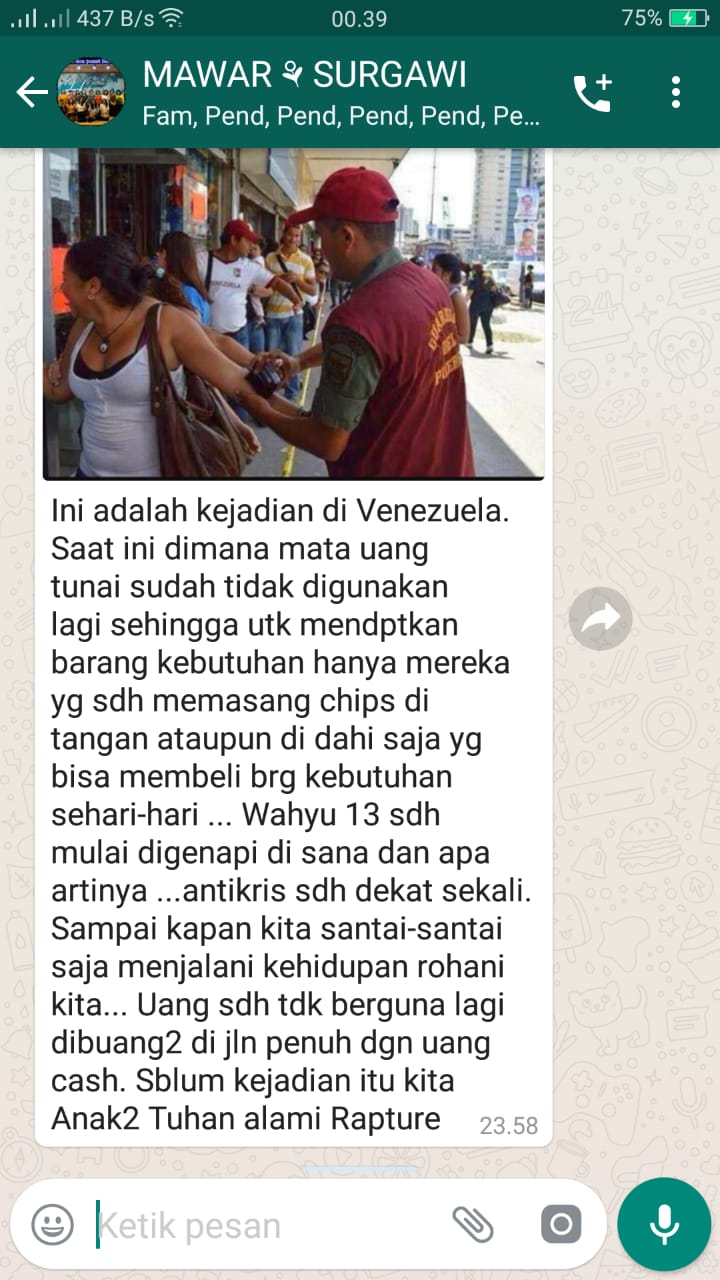 437 B/s 00.39 75%
MAWAR SURGAWI
Fam, Pend, Pend, Pend, Pend, Pe...
VENEZUELA
Ini adalah kejadian di Venezuela.
Saat ini dimana mata uang
tunai sudah tidak digunakan
lagi sehingga utk mendptkan
barang kebutuhan hanya mereka
yg sdh memasang chips di
tangan ataupun di dahi saja yg
bisa membeli brg kebutuhan
sehari-hari ... Wahyu 13 sdh
mulai digenapi di sana dan apa
artinya ...antikris sdh dekat sekali.
Sampai kapan kita santai-santai
saja menjalani kehidupan rohani
kita... Uang sdh tdk berguna lagi
dibuang2 di jln penuh dgn uang
cash. Sblum kejadian itu kita
Anak2 Tuhan alami Rapture 23.58
Ketik pesan